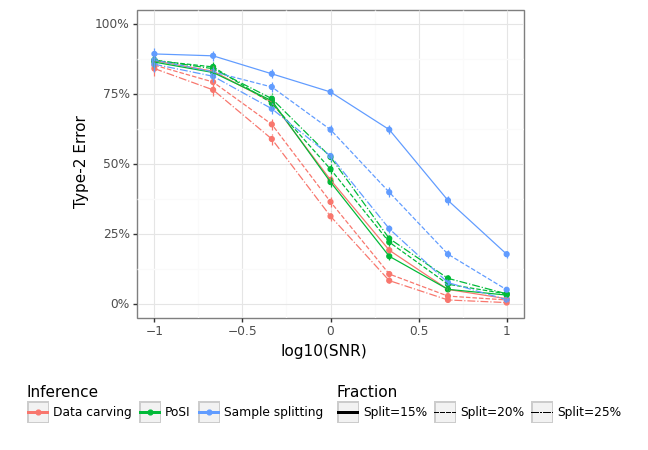 100%
75%
50%
25%
0%
Type-2 Error
−1
−0.5
0
0.5
1
log10(SNR)
Inference
Data carving
PoSI
Sample splitting
Fraction
Split=15%
Split=20%
Split=25%